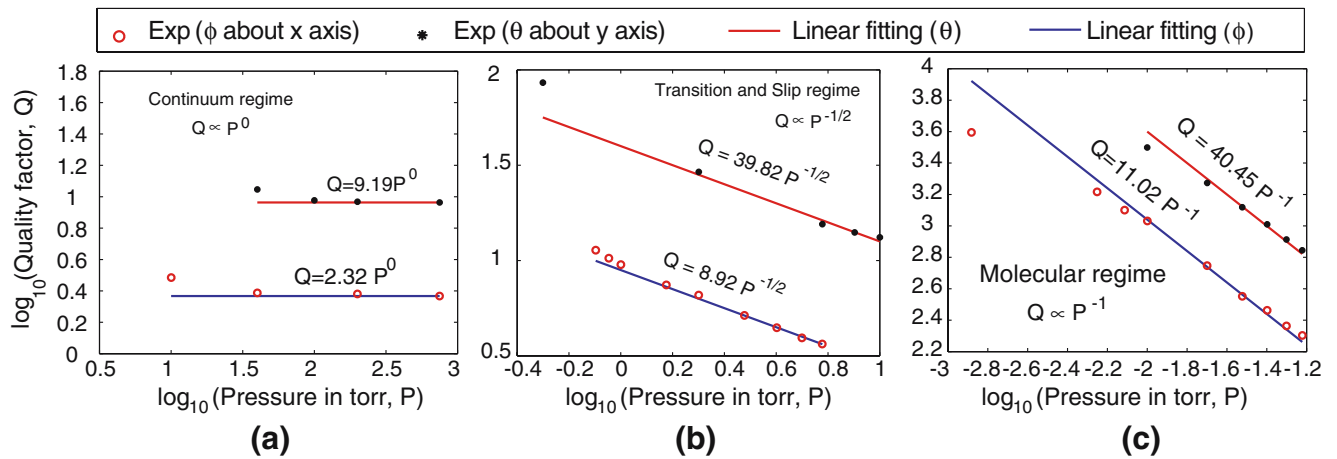 Exp (ϕ about x axis) Exp (θ about y axis) Linear fitting (θ) Linear fitting (ϕ)
log10(Quality factor, Q)
1.8
1.6
1.4
1.2
1
0.8
0.6
0.4
0.2
0
Continuum regime
Q ∝ P^0
Q=9.19P^0
Q=2.32 P^0
0.5 1 1.5 2 2.5 3
log10(Pressure in torr, P)
(a)
2
1.5
1
0.5
Transition and Slip regime
Q ∝ P^-1/2
Q = 39.82 P^-1/2
Q = 8.92 P^-1/2
-0.4 -0.2 0 0.2 0.4 0.6 0.8 1
log10(Pressure in torr, P)
(b)
4
3.8
3.6
3.4
3.2
3
2.8
2.6
2.4
2.2
Q = 40.45 P^-1
Q=11.02 P^-1
Molecular regime
Q ∝ P^-1
-3 -2.8 -2.6 -2.4 -2.2 -2 -1.8 -1.6 -1.4 -1.2
log10(Pressure in torr, P)
(c)